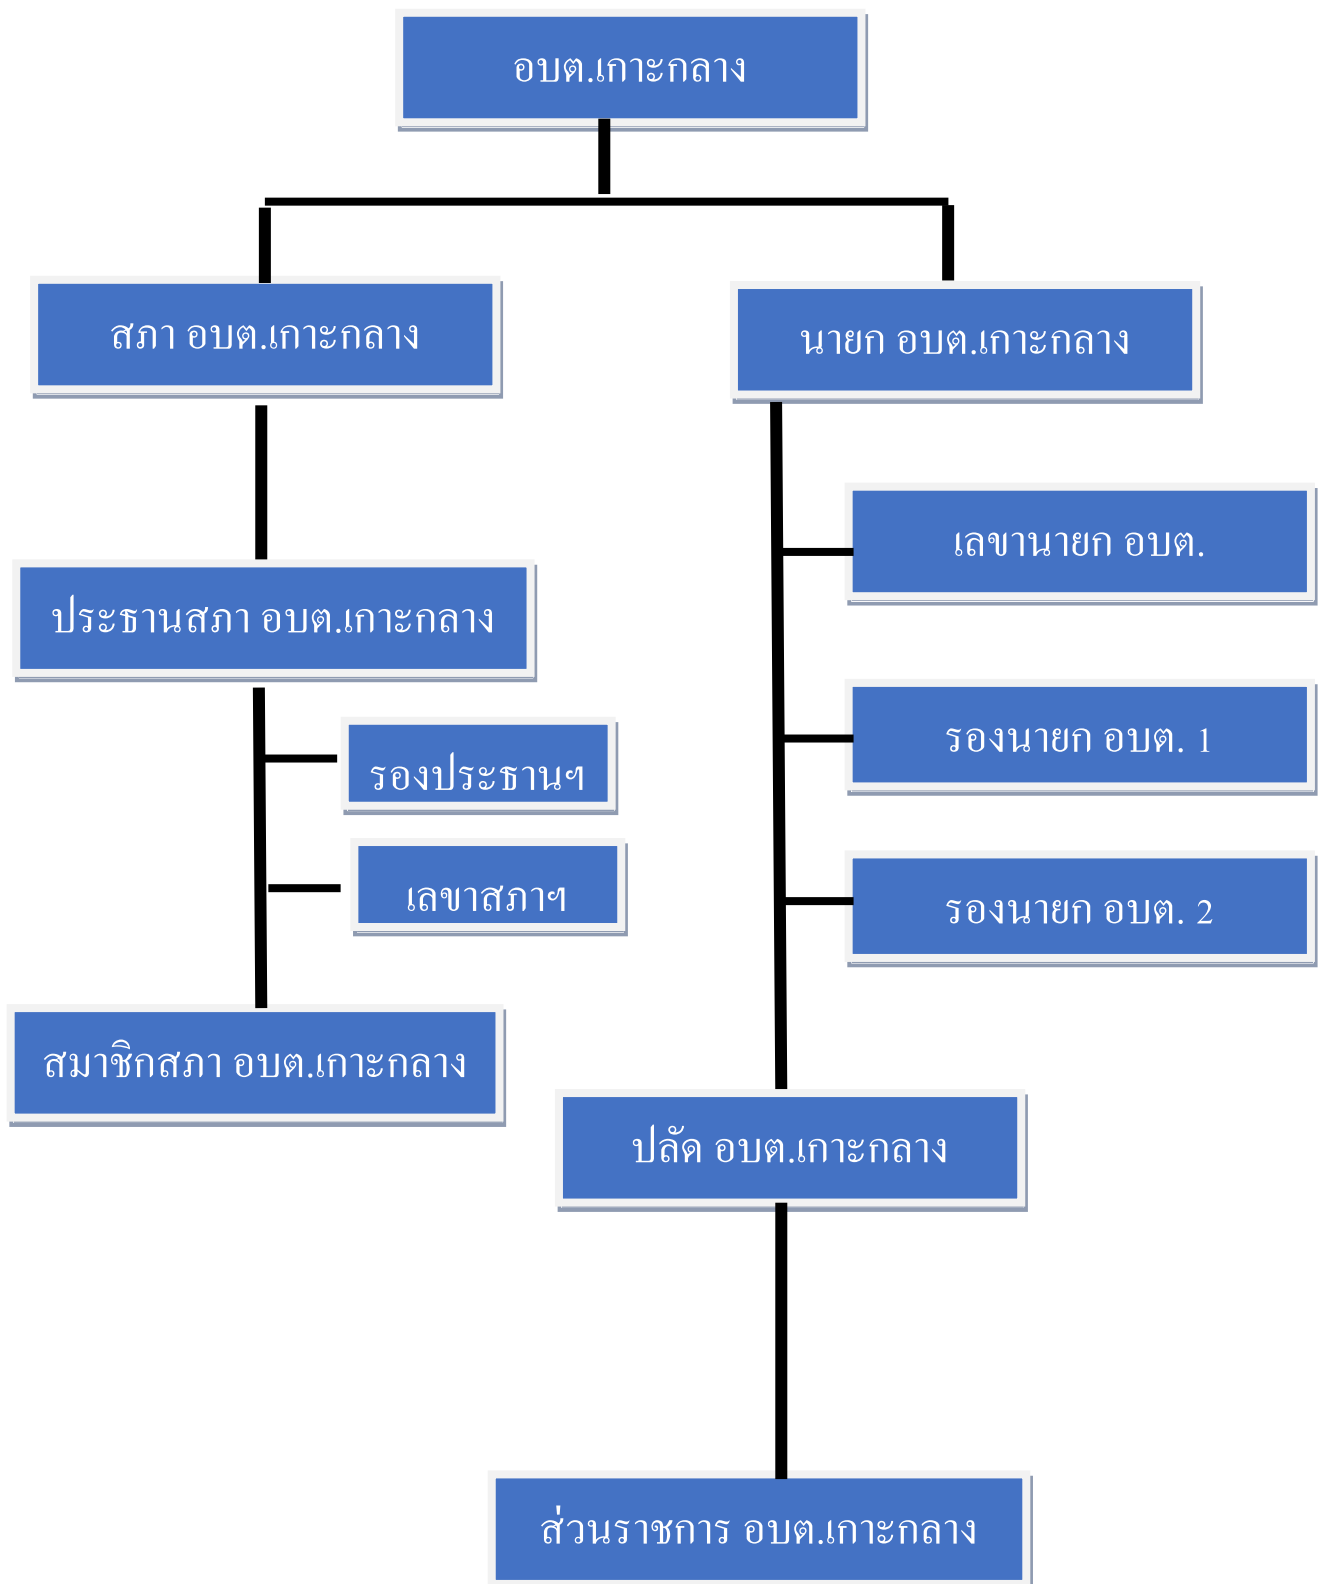 อบต.เกาะกลาง
สภา อบต.เกาะกลาง
นายก อบต.เกาะกลาง
เลขานายก อบต.
ประธานสภา อบต.เกาะกลาง
รองนายก อบต. 1
รองประธานฯ
เลขาสภาฯ
รองนายก อบต. 2
สมาชิกสภา อบต.เกาะกลาง
ปลัด อบต.เกาะกลาง
ส่วนราชการ อบต.เกาะกลาง